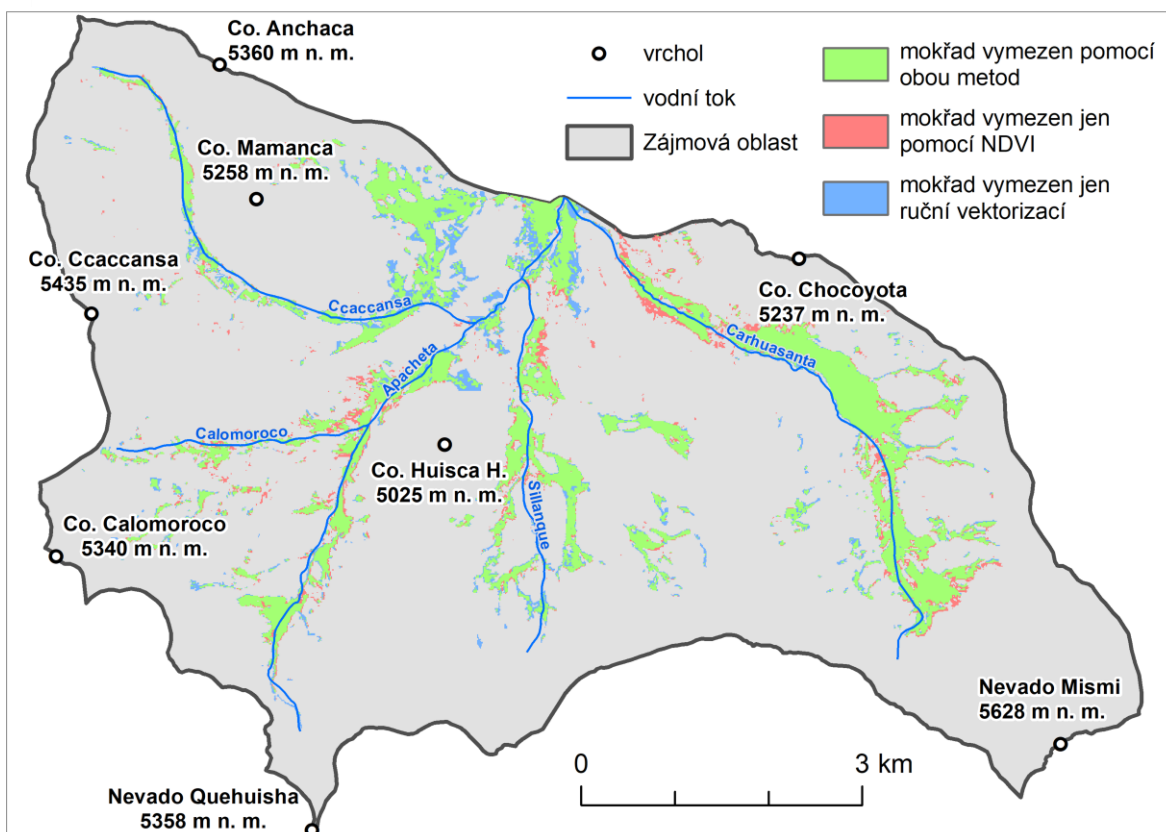 Co. Anchaca
5360 m n. m.
vrchol
vodní tok
Zájmová oblast
mokřad vymezen pomocí
obou metod
mokřad vymezen jen
pomocí NDVI
mokřad vymezen jen
ruční vektorizací
Co. Mamanca
5258 m n. m.
Co. Ccaccansa
5435 m n. m.
Co. Chocoyota
5237 m n. m.
Ccaccansa
Carhuasanta
Apacheta
Calomoroco
Co. Huisca H.
5025 m n. m.
Sillanque
Co. Calomoroco
5340 m n. m.
Nevado Mismi
5628 m n. m.
0 3 km
Nevado Quehuisha
5358 m n. m.